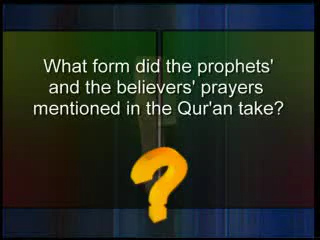 What form did the prophets'
and the believers' prayers
mentioned in the Qur'an take?
?